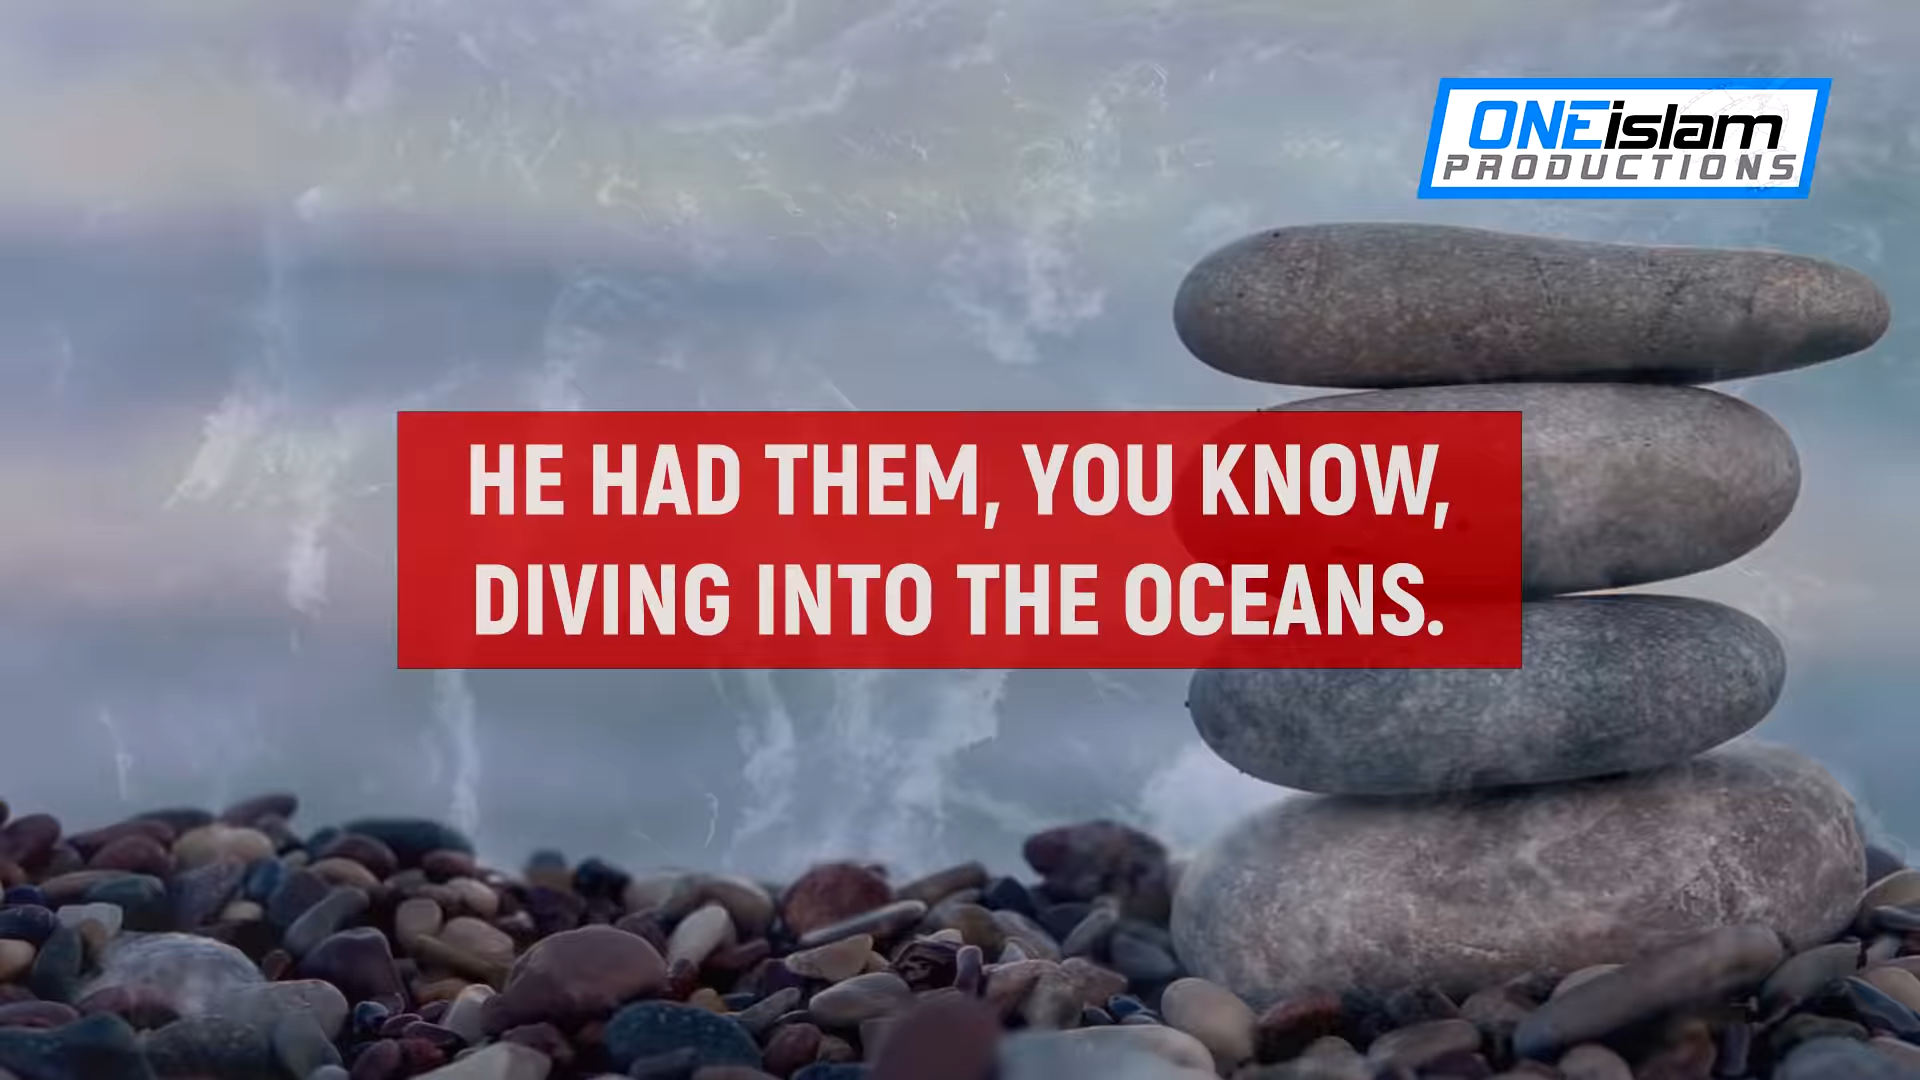 ONEislam
PRODUCTIONS
HE HAD THEM, YOU KNOW,
DIVING INTO THE OCEANS.